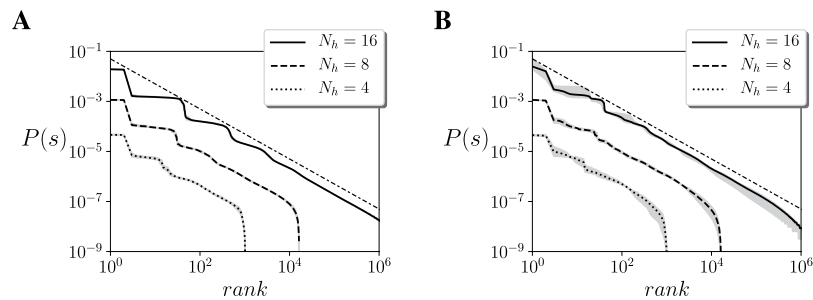 A
N_h = 16
N_h = 8
N_h = 4
P(s)
10^{-1}
10^{-3}
10^{-5}
10^{-7}
10^{-9}
10^0
10^2
10^4
10^6
rank
B
N_h = 16
N_h = 8
N_h = 4
P(s)
10^{-1}
10^{-3}
10^{-5}
10^{-7}
10^{-9}
10^0
10^2
10^4
10^6
rank